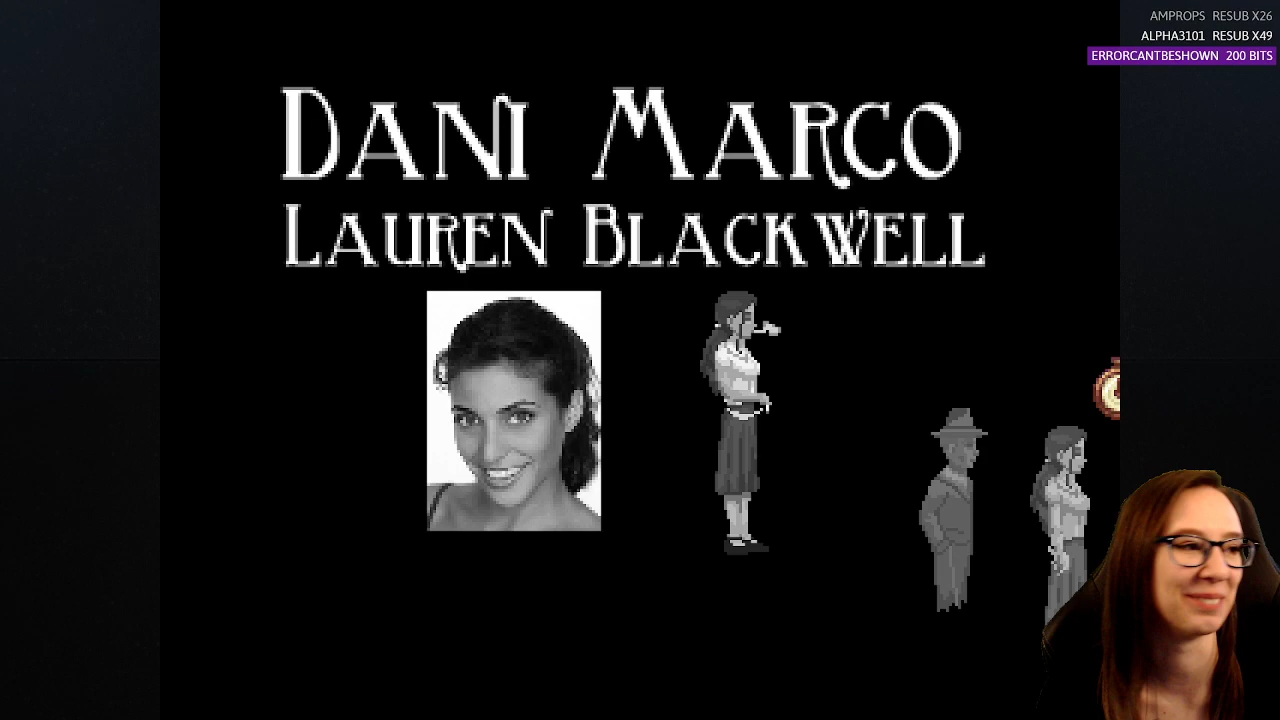 AMPROPS RESUB X26
ALPHA3101 RESUB X49
ERRORCANTBESHOWN 200 BITS
DANI MARCO
LAUREN BLACKWELL